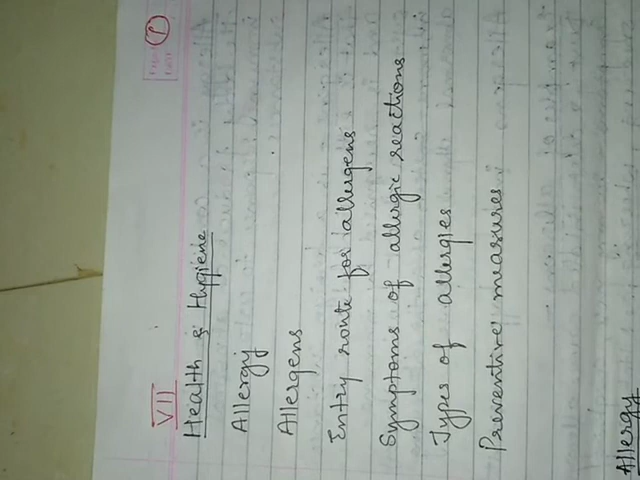 VII
Health & Hygiene
Allergy
Allergens
Entry route for allergens
Symptoms of allergic reactions
Types of allergies
Preventive measures
Allergy